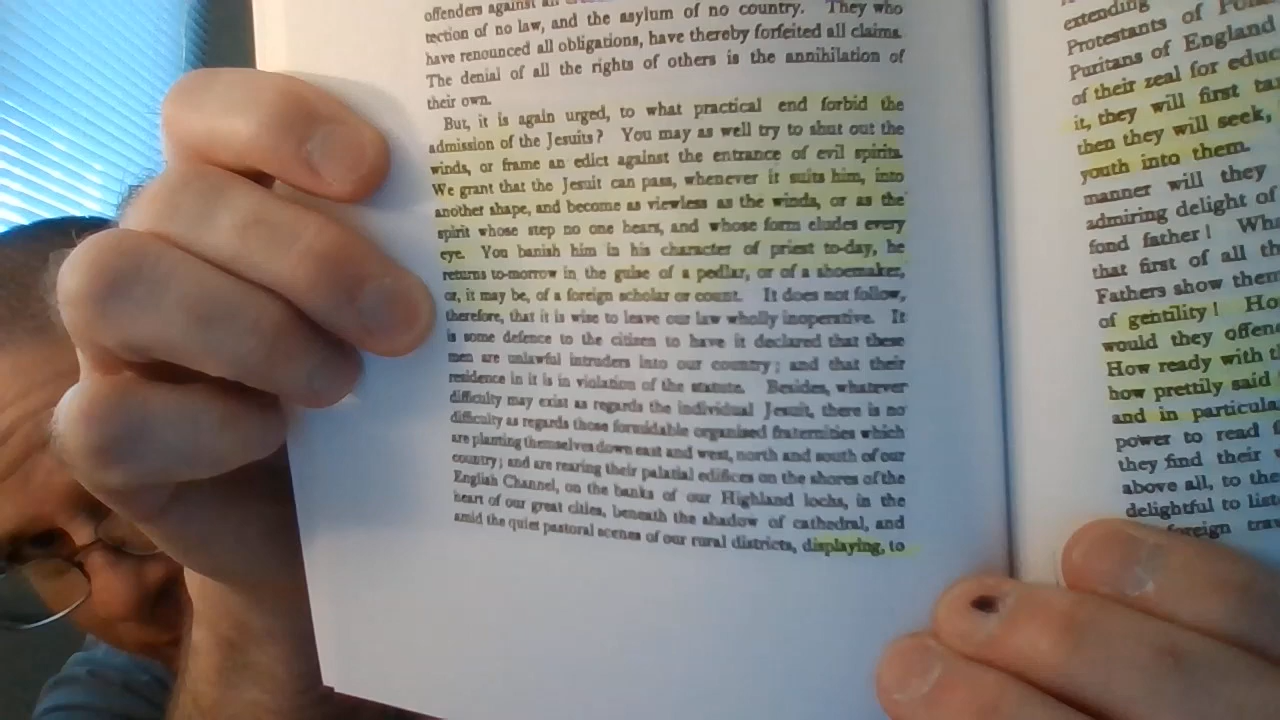 offenders against
tection of no law, and the asylum of no country. They who
have renounced all obligations, have thereby forfeited all claims.
The denial of all the rights of others is the annihilation of
their own.
But, it is again urged, to what practical end forbid the
admission of the Jesuits? You may as well try to shut out the
winds, or frame an edict against the entrance of evil spirits.
We grant that the Jesuit can pass, whenever it suits him, into
another shape, and become as viewless as the winds, or as the
spirit whose step no one hears, and whose form eludes every
eye. You banish him in his character of priest to-day, he
returns to-morrow in the guise of a pedlar, or of a shoemaker,
or, it may be, of a foreign scholar or count. It does not follow,
therefore, that it is wise to leave our law wholly inoperative. It
is some defence to the citizen to have it declared that these
men are unlawful intruders into our country; and that their
residence in it is in violation of the statute. Besides, whatever
difficulty may exist as regards the individual Jesuit, there is no
difficulty as regards those formidable organised fraternities which
are planting themselves down east and west, north and south of our
country; and are rearing their palatial edifices on the shores of the
English Channel, on the banks of our Highland lochs, in the
heart of our great cities, beneath the shadow of cathedral, and
amid the quiet pastoral scenes of our rural districts, displaying, to
extending
Protestants of
Puritans of England
of their zeal for educ
it, they will first ta
then they will seek,
youth into them.
manner will they
admiring delight of
fond father! Wh
that first of all th
Fathers show them
of gentility! Ho
would they offen
How ready with t
how prettily said
and in particula
power to read
they find their
above all, to the
delightful to list
foreign trav